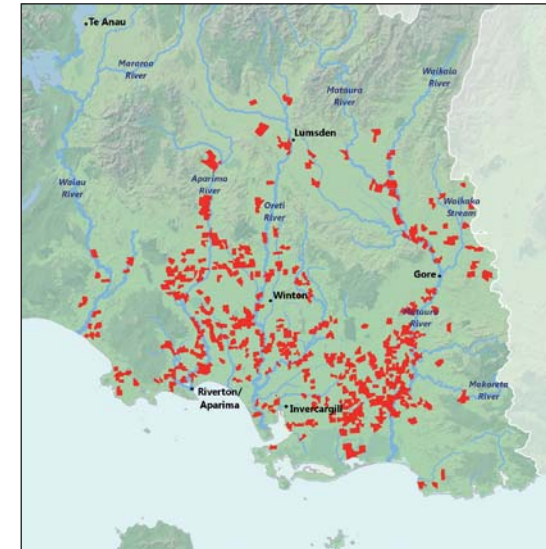 Te Anau
Mararoa
River
Waikaia
River
Mataura
River
Lumsden
Waiau
River
Aparima
River
Oreti
River
Waikaka
Stream
Gore
Winton
Mataura
River
Makareta
River
Riverton/
Aparima
Invercargill